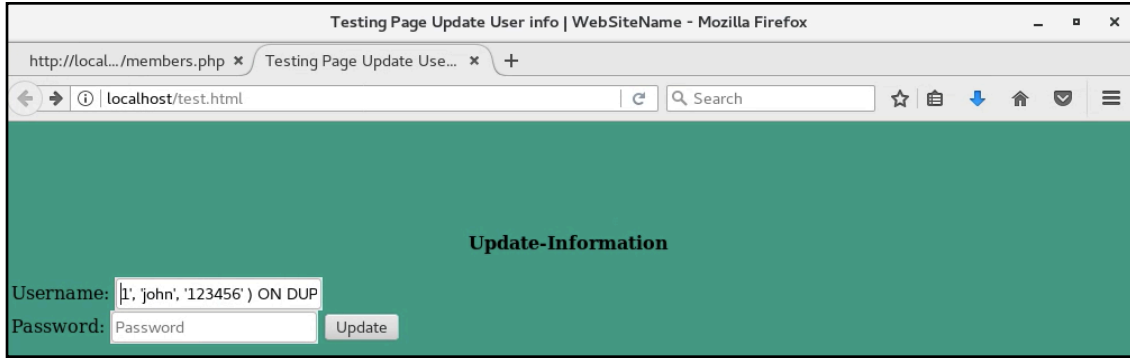 Testing Page Update User info | WebSiteName - Mozilla Firefox
http://local.../members.php
Testing Page Update Use...
localhost/test.html
Search
Update-Information
Username: 1', 'john', '123456' ) ON DUP
Password: Password Update